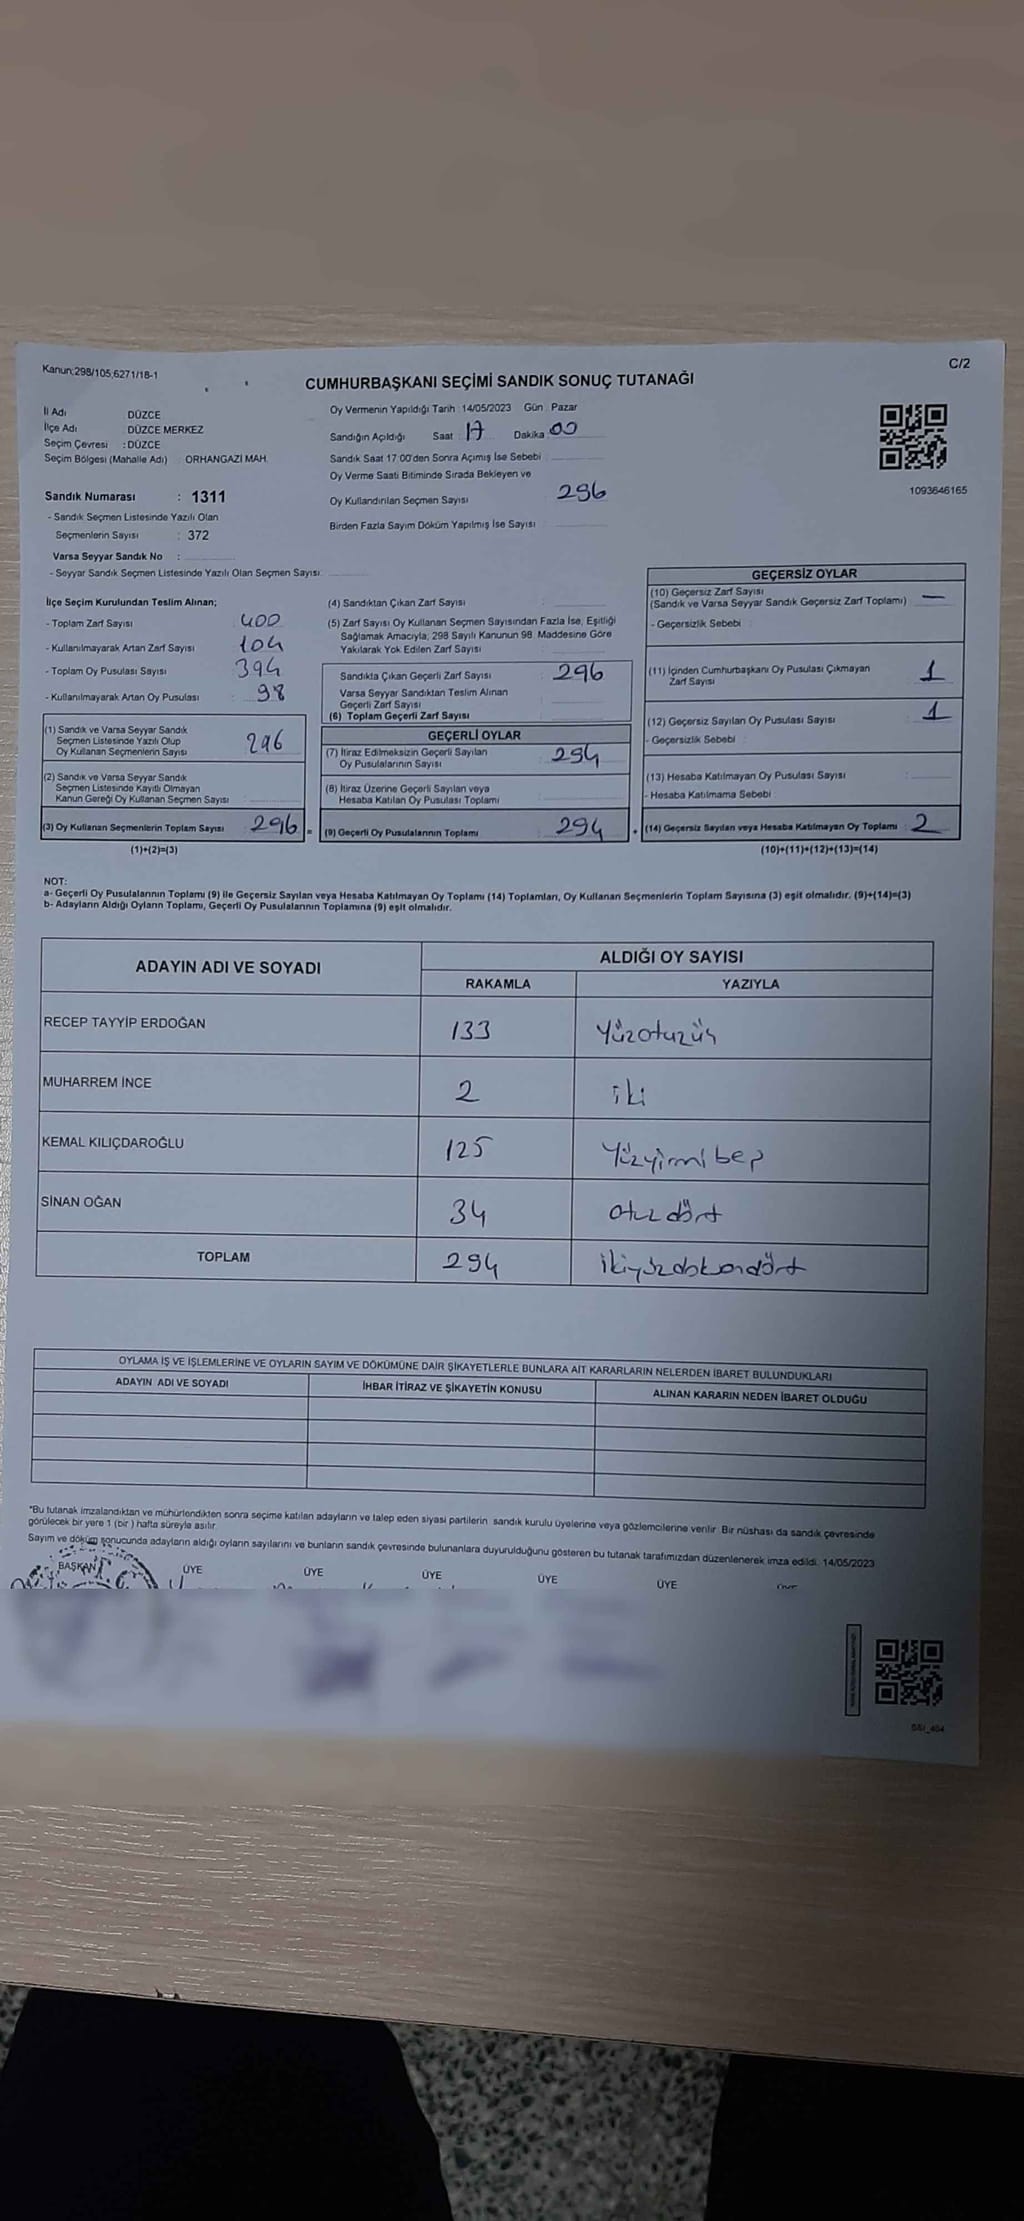 Kanun;298/105;6271/18-1
C/2
CUMHURBAŞKANI SEÇİMİ SANDIK SONUÇ TUTANAĞI
İl Adı DÜZCE
İlçe Adı DÜZCE MERKEZ
Seçim Çevresi : DÜZCE
Seçim Bölgesi (Mahalle Adı) ORHANGAZİ MAH.
Sandık Numarası : 1311
- Sandık Seçmen Listesinde Yazılı Olan
Seçmenlerin Sayısı : 372
Varsa Seyyar Sandık No :
- Seyyar Sandık Seçmen Listesinde Yazılı Olan Seçmen Sayısı:
Oy Vermenin Yapıldığı Tarih : 14/05/2023 Gün : Pazar
Sandığın Açıldığı Saat : 17 Dakika : 00
Sandık Saat 17:00'den Sonra Açımış İse Sebebi :
Oy Verme Saati Bitiminde Sırada Bekleyen ve
Oy Kullandırılan Seçmen Sayısı 296
Birden Fazla Sayım Döküm Yapılmış İse Sayısı :
1093646165
İlçe Seçim Kurulundan Teslim Alınan;
- Toplam Zarf Sayısı : 400
- Kullanılmayarak Artan Zarf Sayısı : 104
- Toplam Oy Pusulası Sayısı : 394
- Kullanılmayarak Artan Oy Pusulası : 98
(1) Sandık ve Varsa Seyyar Sandık
Seçmen Listesinde Yazılı Olup
Oy Kullanan Seçmenlerin Sayısı 296
(2) Sandık ve Varsa Seyyar Sandık
Seçmen Listesinde Kayıtlı Olmayan
Kanun Gereği Oy Kullanan Seçmen Sayısı :
(3) Oy Kullanan Seçmenlerin Toplam Sayısı : 296 =
(1)+(2)=(3)
(4) Sandıktan Çıkan Zarf Sayısı :
(5) Zarf Sayısı Oy Kullanan Seçmen Sayısından Fazla İse, Eşitliği
Sağlamak Amacıyla, 298 Sayılı Kanunun 98. Maddesine Göre
Yakılarak Yok Edilen Zarf Sayısı :
Sandıkta Çıkan Geçerli Zarf Sayısı : 296
Varsa Seyyar Sandıktan Teslim Alınan
Geçerli Zarf Sayısı :
(6) Toplam Geçerli Zarf Sayısı :
GEÇERLİ OYLAR
(7) İtiraz Edilmeksizin Geçerli Sayılan
Oy Pusulalarının Sayısı : 294
(8) İtiraz Üzerine Geçerli Sayılan veya
Hesaba Katılan Oy Pusulası Toplamı :
(9) Geçerli Oy Pusulalarının Toplamı : 294 +
GEÇERSİZ OYLAR
(10) Geçersiz Zarf Sayısı
(Sandık ve Varsa Seyyar Sandık Geçersiz Zarf Toplamı) : —
- Geçersizlik Sebebi :
(11) İçinden Cumhurbaşkanı Oy Pusulası Çıkmayan
Zarf Sayısı : 1
(12) Geçersiz Sayılan Oy Pusulası Sayısı : 1
- Geçersizlik Sebebi :
(13) Hesaba Katılmayan Oy Pusulası Sayısı :
- Hesaba Katılmama Sebebi :
(14) Geçersiz Sayılan veya Hesaba Katılmayan Oy Toplamı : 2
(10)+(11)+(12)+(13)=(14)
NOT:
a- Geçerli Oy Pusulalarının Toplamı (9) ile Geçersiz Sayılan veya Hesaba Katılmayan Oy Toplamı (14) Toplamları, Oy Kullanan Seçmenlerin Toplam Sayısına (3) eşit olmalıdır. (9)+(14)=(3)
b- Adayların Aldığı Oyların Toplamı, Geçerli Oy Pusulalarının Toplamına (9) eşit olmalıdır.
ADAYIN ADI VE SOYADI ALDIĞI OY SAYISI
RAKAMLA YAZIYLA
RECEP TAYYİP ERDOĞAN 133 Yüzotuzüç
MUHARREM İNCE 2 iki
KEMAL KILIÇDAROĞLU 125 Yüzyirmi beş
SİNAN OĞAN 34 otuz dört
TOPLAM 294 ikiyüzdoksandört
OYLAMA İŞ VE İŞLEMLERİNE VE OYLARIN SAYIM VE DÖKÜMÜNE DAİR ŞİKAYETLERLE BUNLARA AİT KARARLARIN NELERDEN İBARET BULUNDUKLARI
ADAYIN ADI VE SOYADI İHBAR İTİRAZ VE ŞİKAYETİN KONUSU ALINAN KARARIN NEDEN İBARET OLDUĞU
*Bu tutanak imzalandıktan ve mühürlendikten sonra seçime katılan adayların ve talep eden siyasi partilerin sandık kurulu üyelerine veya gözlemcilerine verilir. Bir nüshası da sandık çevresinde
görülecek bir yere 1 (bir) hafta süreyle asılır.
Sayım ve döküm sonucunda adayların aldığı oyların sayılarını ve bunların sandık çevresinde bulunanlara duyurulduğunu gösteren bu tutanak tarafımızdan düzenlenerek imza edildi. 14/05/2023
BAŞKAN ÜYE ÜYE ÜYE ÜYE ÜYE ÜYE